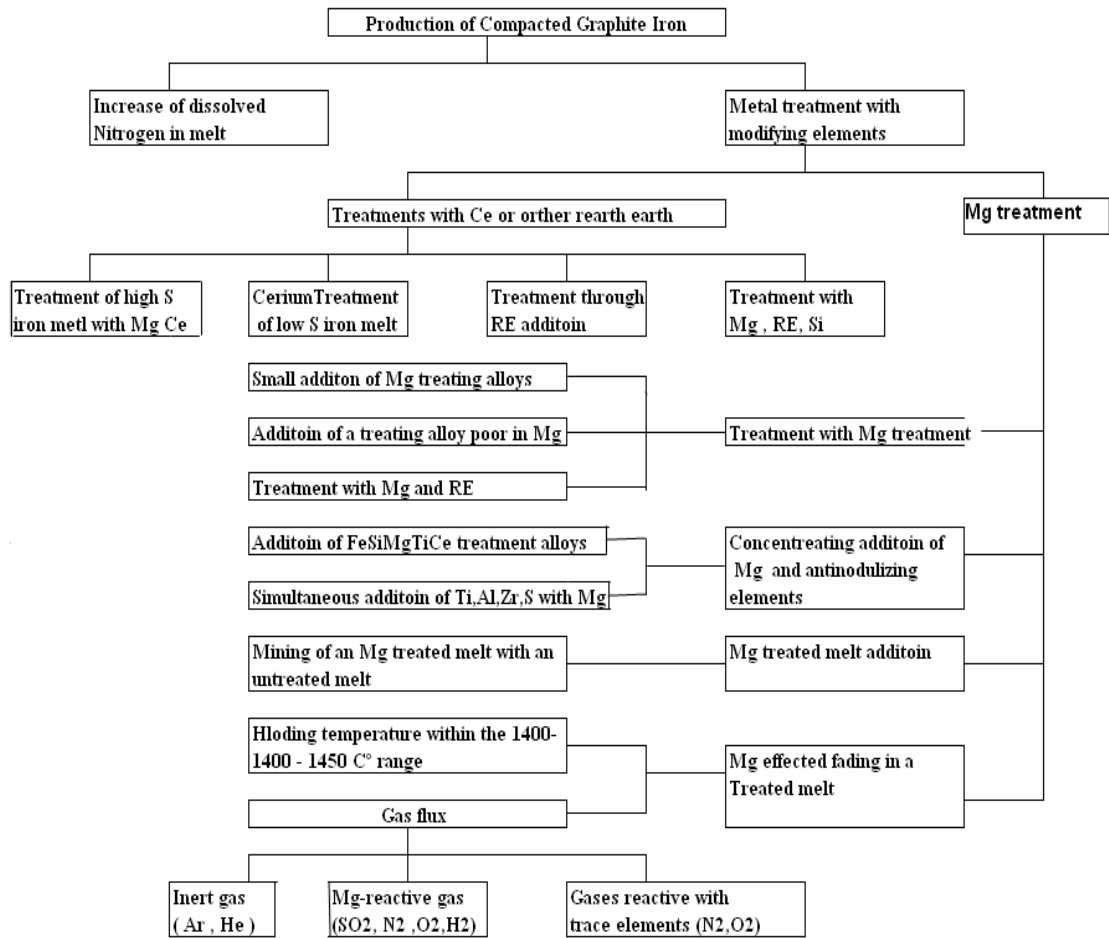 Production of Compacted Graphite Iron
Increase of dissolved
Nitrogen in melt
Metal treatment with
modifying elements
Treatments with Ce or orther rearth earth
Mg treatment
Treatment of high S
iron metl with Mg Ce
CeriumTreatment
of low S iron melt
Treatment through
RE additoin
Treatment with
Mg , RE, Si
Small additon of Mg treating alloys
Additoin of a treating alloy poor in Mg
Treatment with Mg treatment
Treatment with Mg and RE
Additoin of FeSiMgTiCe treatment alloys
Simultaneous additoin of Ti,Al,Zr,S with Mg
Concentreating additoin of
Mg and antinodulizing
elements
Mining of an Mg treated melt with an
untreated melt
Mg treated melt additoin
Hloding temperature within the 1400-
1400 - 1450 C° range
Mg effected fading in a
Treated melt
Gas flux
Inert gas
( Ar , He )
Mg-reactive gas
(SO2, N2 ,O2,H2)
Gases reactive with
trace elements (N2,O2)